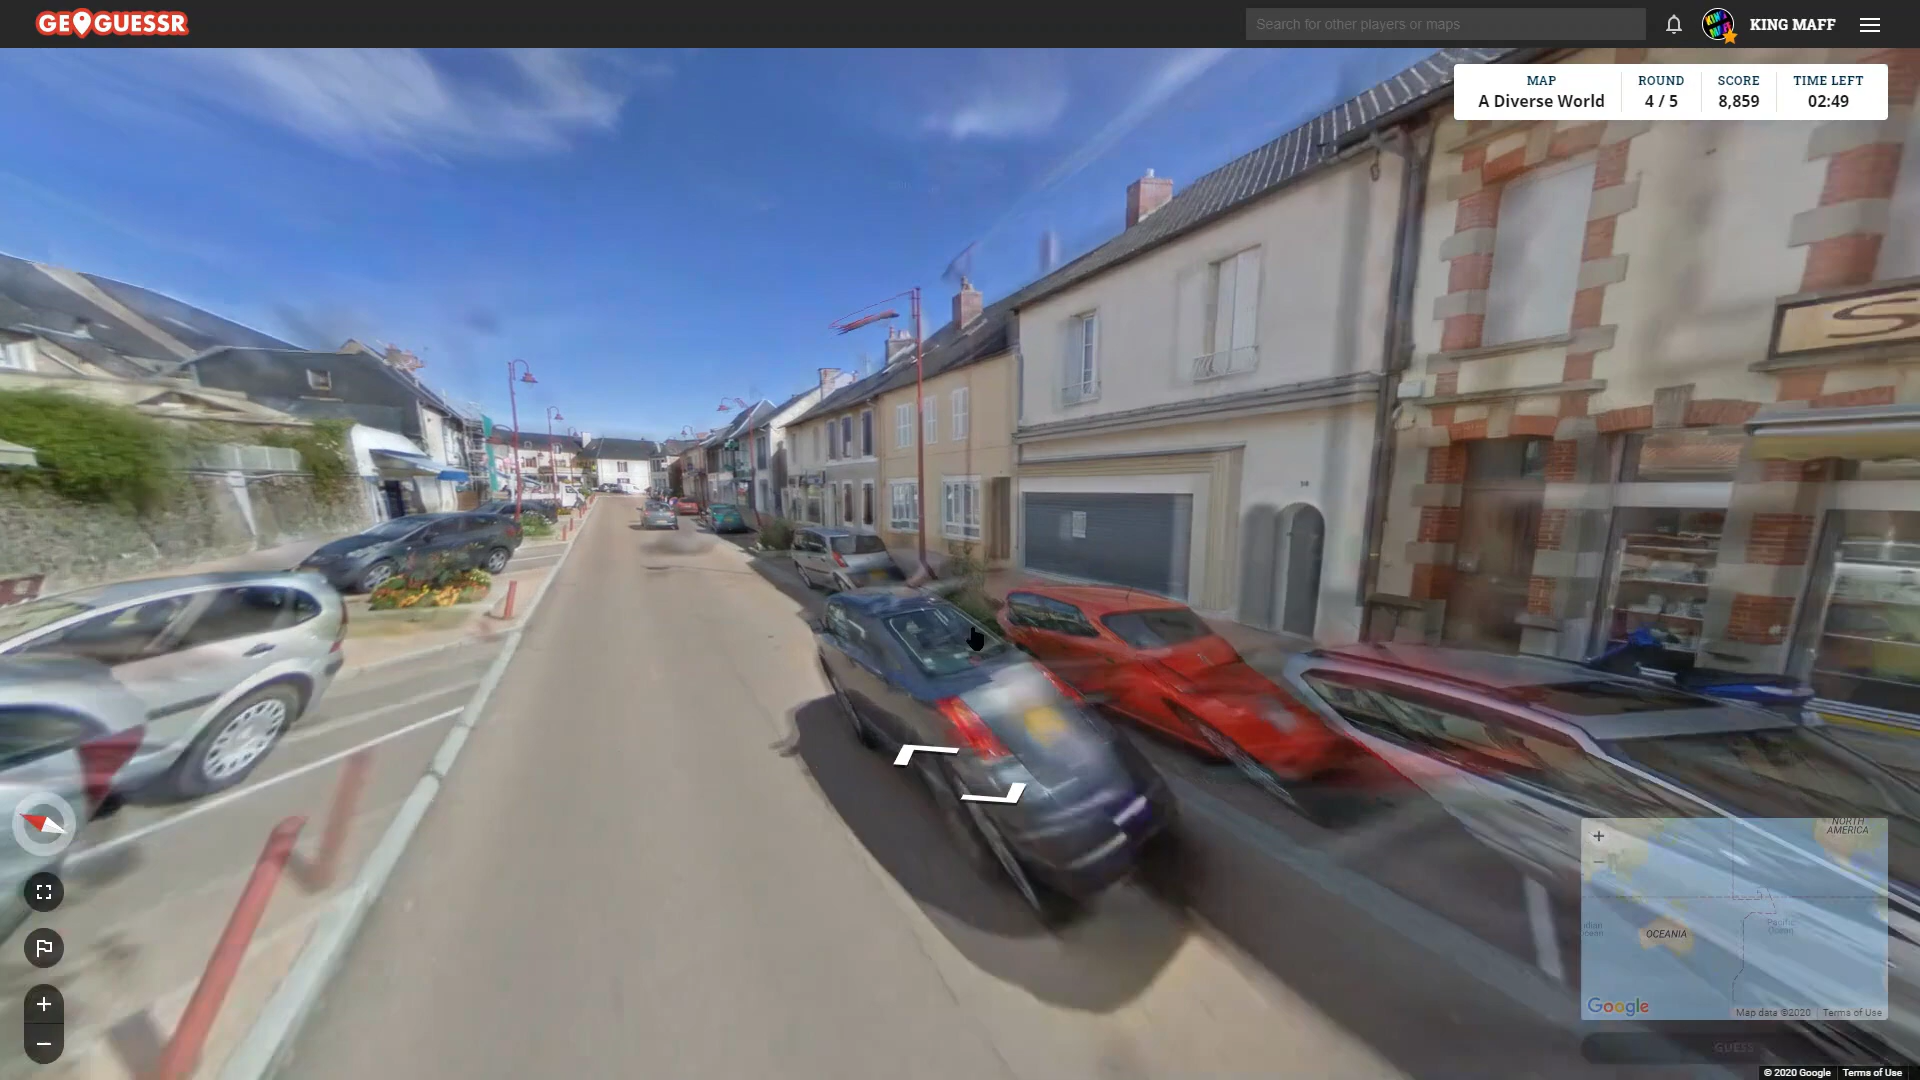 GEOGUESSR
Search for other players or maps
KING MAFF
MAP
A Diverse World
ROUND
4 / 5
SCORE
8,859
TIME LEFT
02:49
S
NORTH
AMERICA
Pacific
Ocean
OCEANIA
Google
Map data ©2020
Terms of Use
GUESS
© 2020 Google
Terms of Use